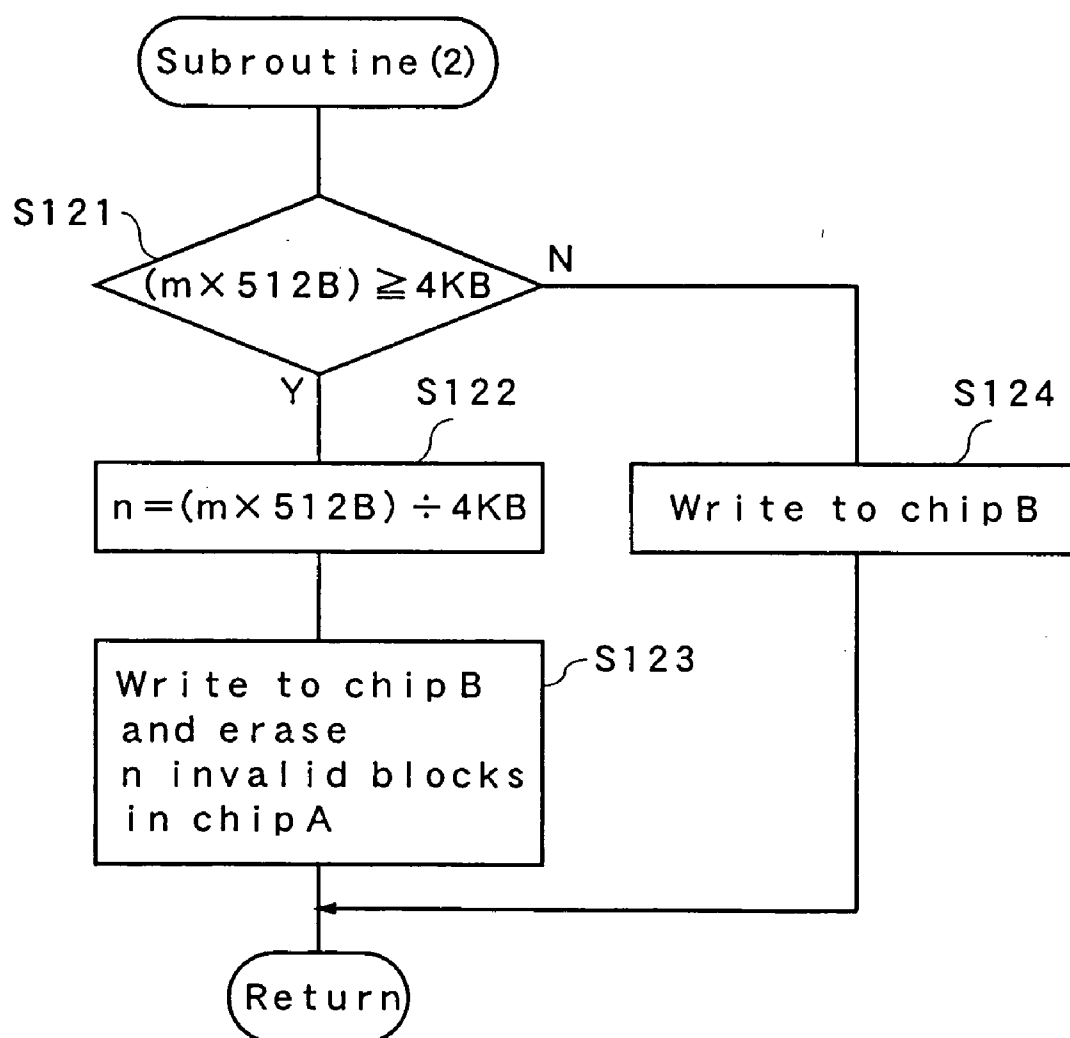 Subroutine(2)
S121
(m×512B)≧4KB
N
Y
S122
n=(m×512B)÷4KB
S124
Write to chipB
S123
Write to chipB
and erase
n invalid blocks
in chipA
Return